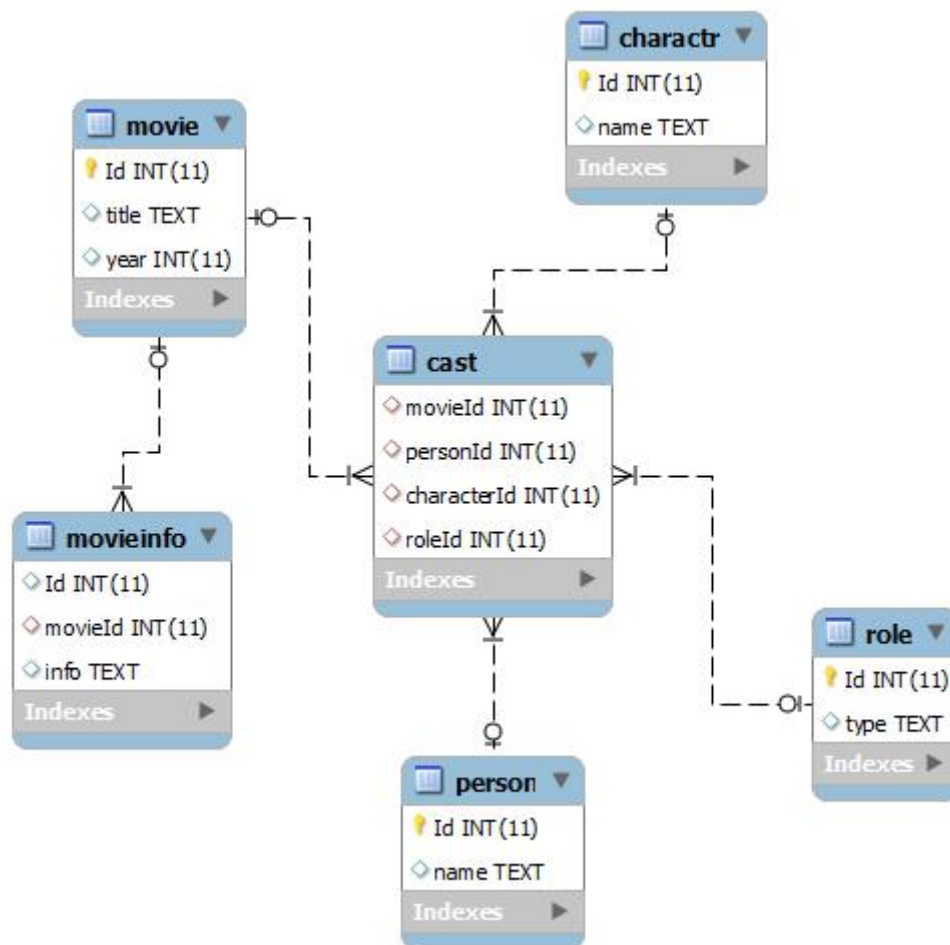 charactr
Id INT(11)
name TEXT
Indexes
movie
Id INT(11)
title TEXT
year INT(11)
Indexes
cast
movieId INT(11)
personId INT(11)
characterId INT(11)
roleId INT(11)
Indexes
movieinfo
Id INT(11)
movieId INT(11)
info TEXT
Indexes
role
Id INT(11)
type TEXT
Indexes
person
Id INT(11)
name TEXT
Indexes